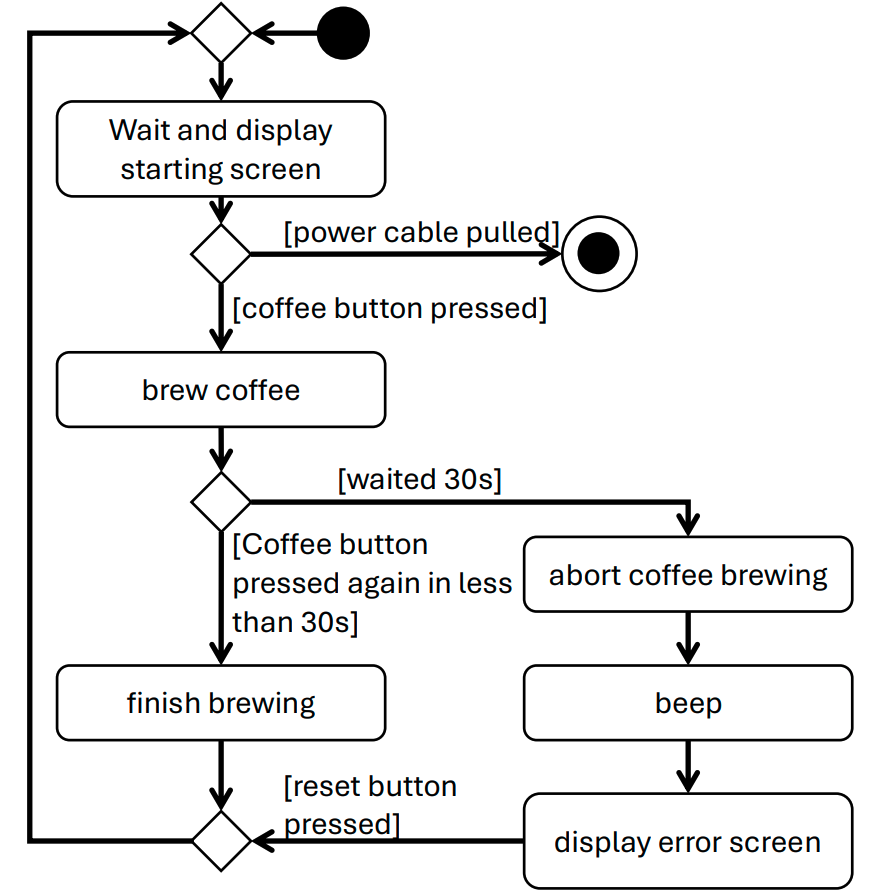 Wait and display
starting screen
[power cable pulled]
[coffee button pressed]
brew coffee
[waited 30s]
[Coffee button
pressed again in less
than 30s]
abort coffee brewing
finish brewing
beep
[reset button
pressed]
display error screen